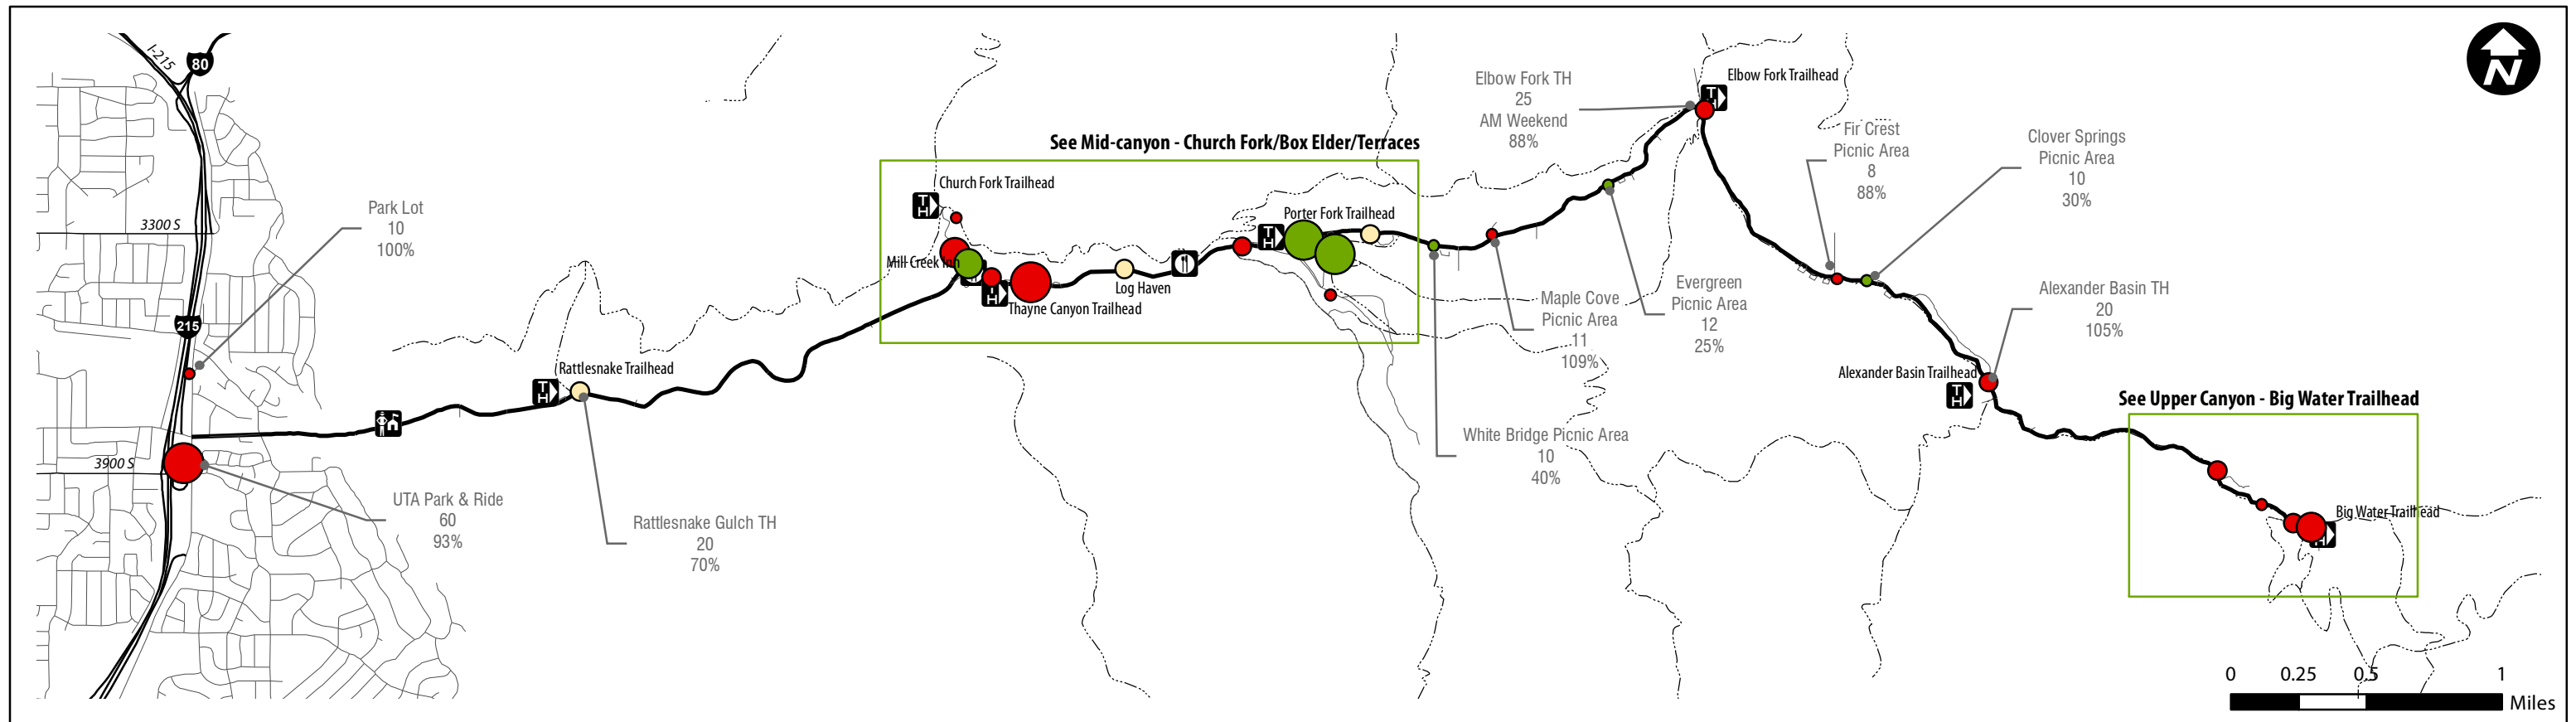 I-215
80
3300 S
Park Lot
10
100%
215
3900 S
UTA Park & Ride
60
93%
Rattlesnake Trailhead
T
H
Rattlesnake Gulch TH
20
70%
See Mid-canyon - Church Fork/Box Elder/Terraces
Church Fork Trailhead
T
H
Mill Creek Inn
H
Thayne Canyon Trailhead
Log Haven
Porter Fork Trailhead
T
H
White Bridge Picnic Area
10
40%
Maple Cove
Picnic Area
11
109%
Evergreen
Picnic Area
12
25%
Elbow Fork TH
25
AM Weekend
88%
Elbow Fork Trailhead
T
H
Fir Crest
Picnic Area
8
88%
Clover Springs
Picnic Area
10
30%
Alexander Basin TH
20
105%
Alexander Basin Trailhead
T
H
See Upper Canyon - Big Water Trailhead
Big Water Trailhead
H
N
0 0.25 0.5 1
Miles